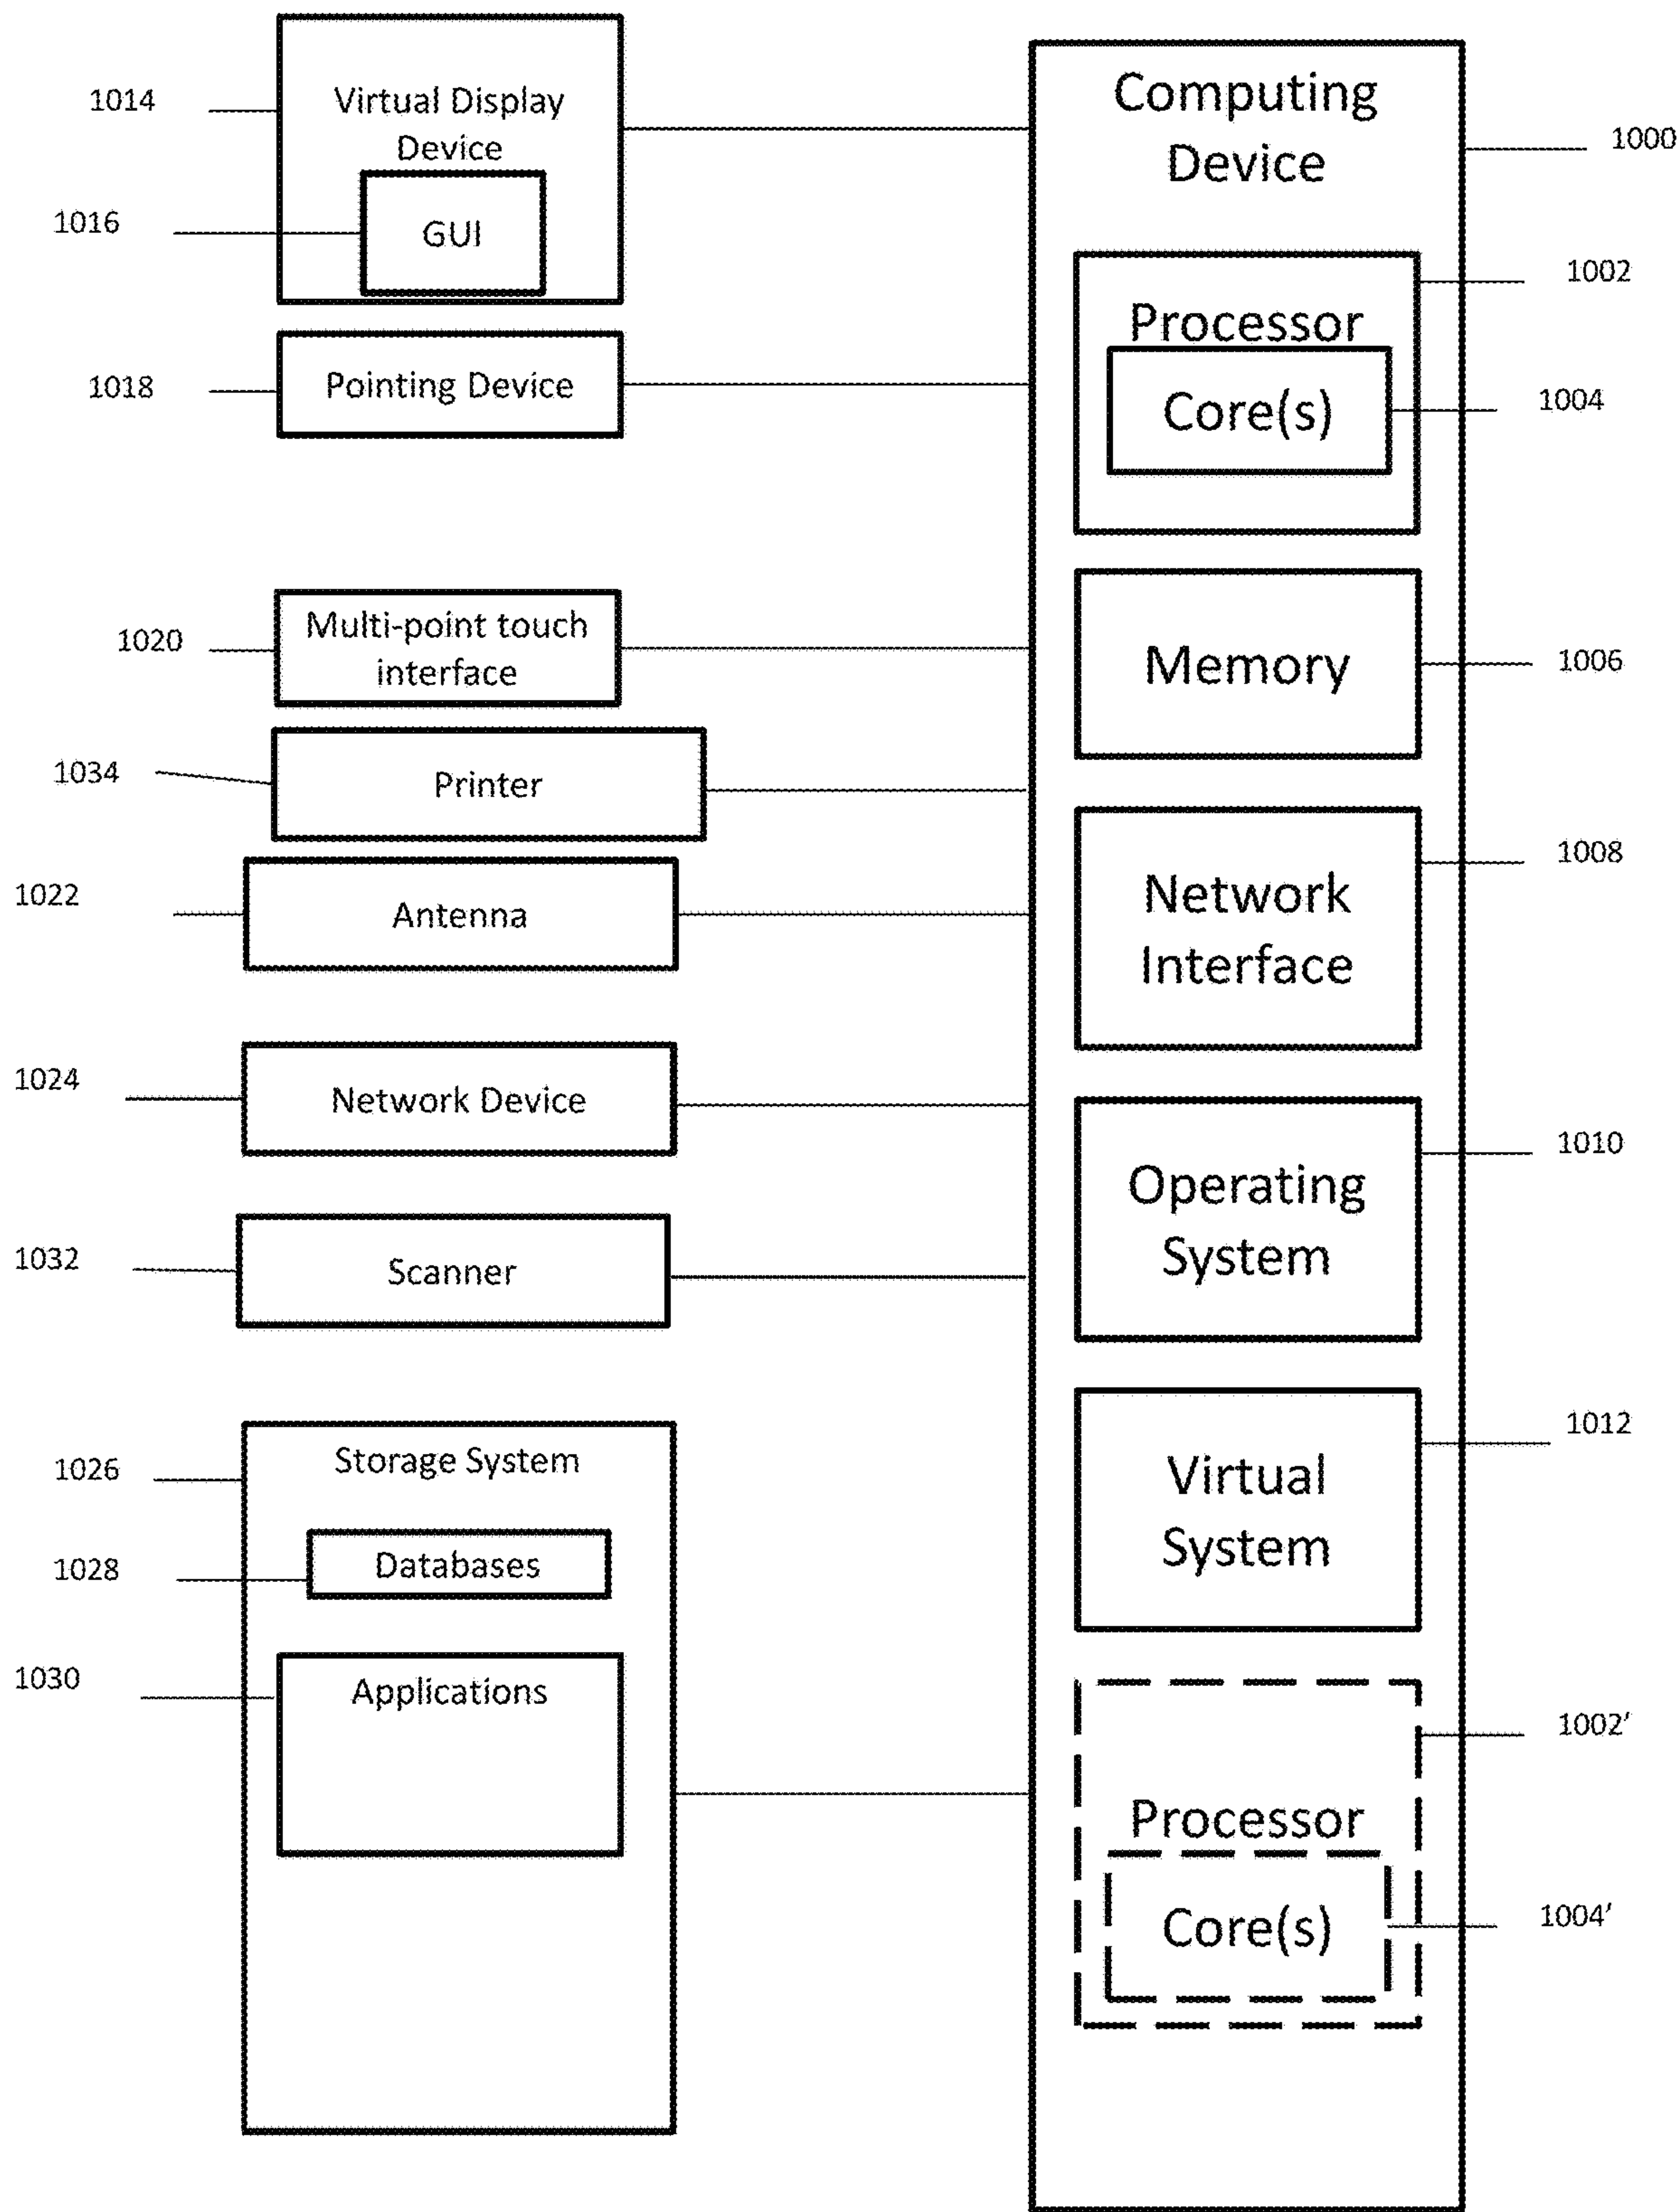 1014
Virtual Display
Device
1016
GUI
1018
Pointing Device
1020
Multi-point touch
interface
1034
Printer
1022
Antenna
1024
Network Device
1032
Scanner
1026
Storage System
1028
Databases
1030
Applications
Computing
Device
1000
1002
Processor
Core(s)
1004
Memory
1006
1008
Network
Interface
1010
Operating
System
1012
Virtual
System
1002'
Processor
Core(s)
1004'